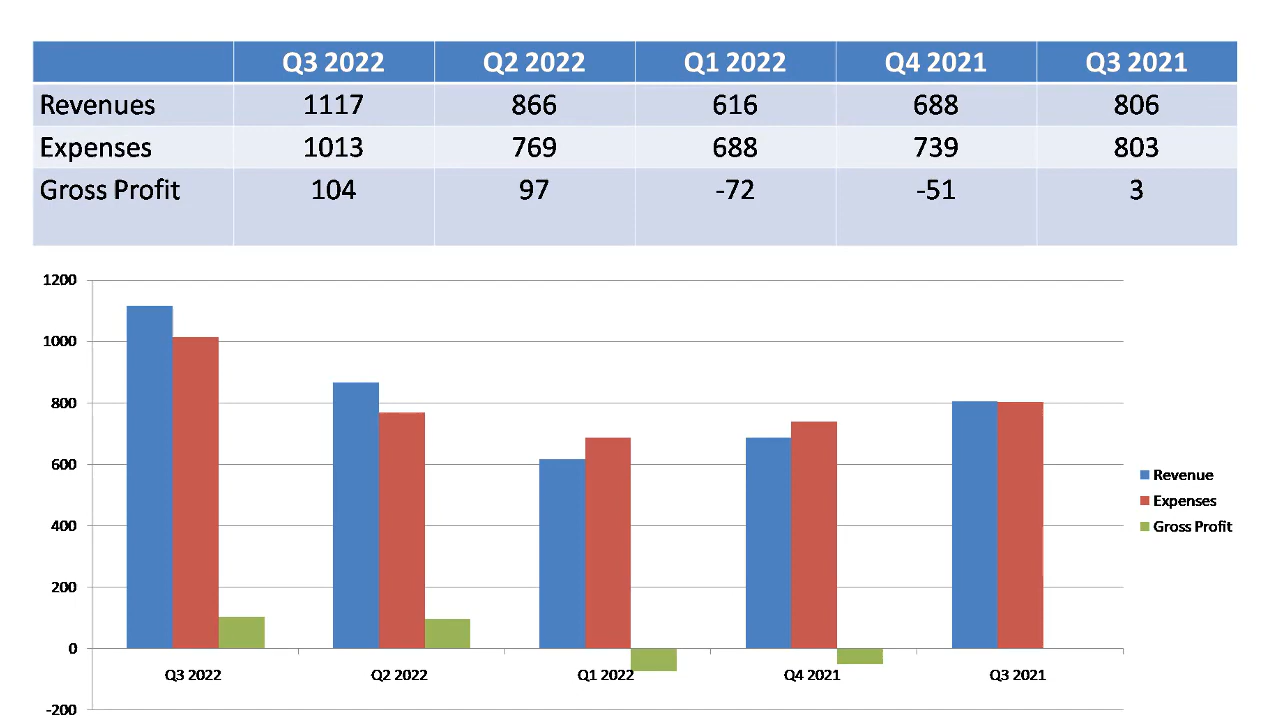 Q3 2022 Q2 2022 Q1 2022 Q4 2021 Q3 2021
Revenues 1117 866 616 688 806
Expenses 1013 769 688 739 803
Gross Profit 104 97 -72 -51 3
1200
1000
800
600
400
200
0
-200
Q3 2022 Q2 2022 Q1 2022 Q4 2021 Q3 2021
Revenue
Expenses
Gross Profit